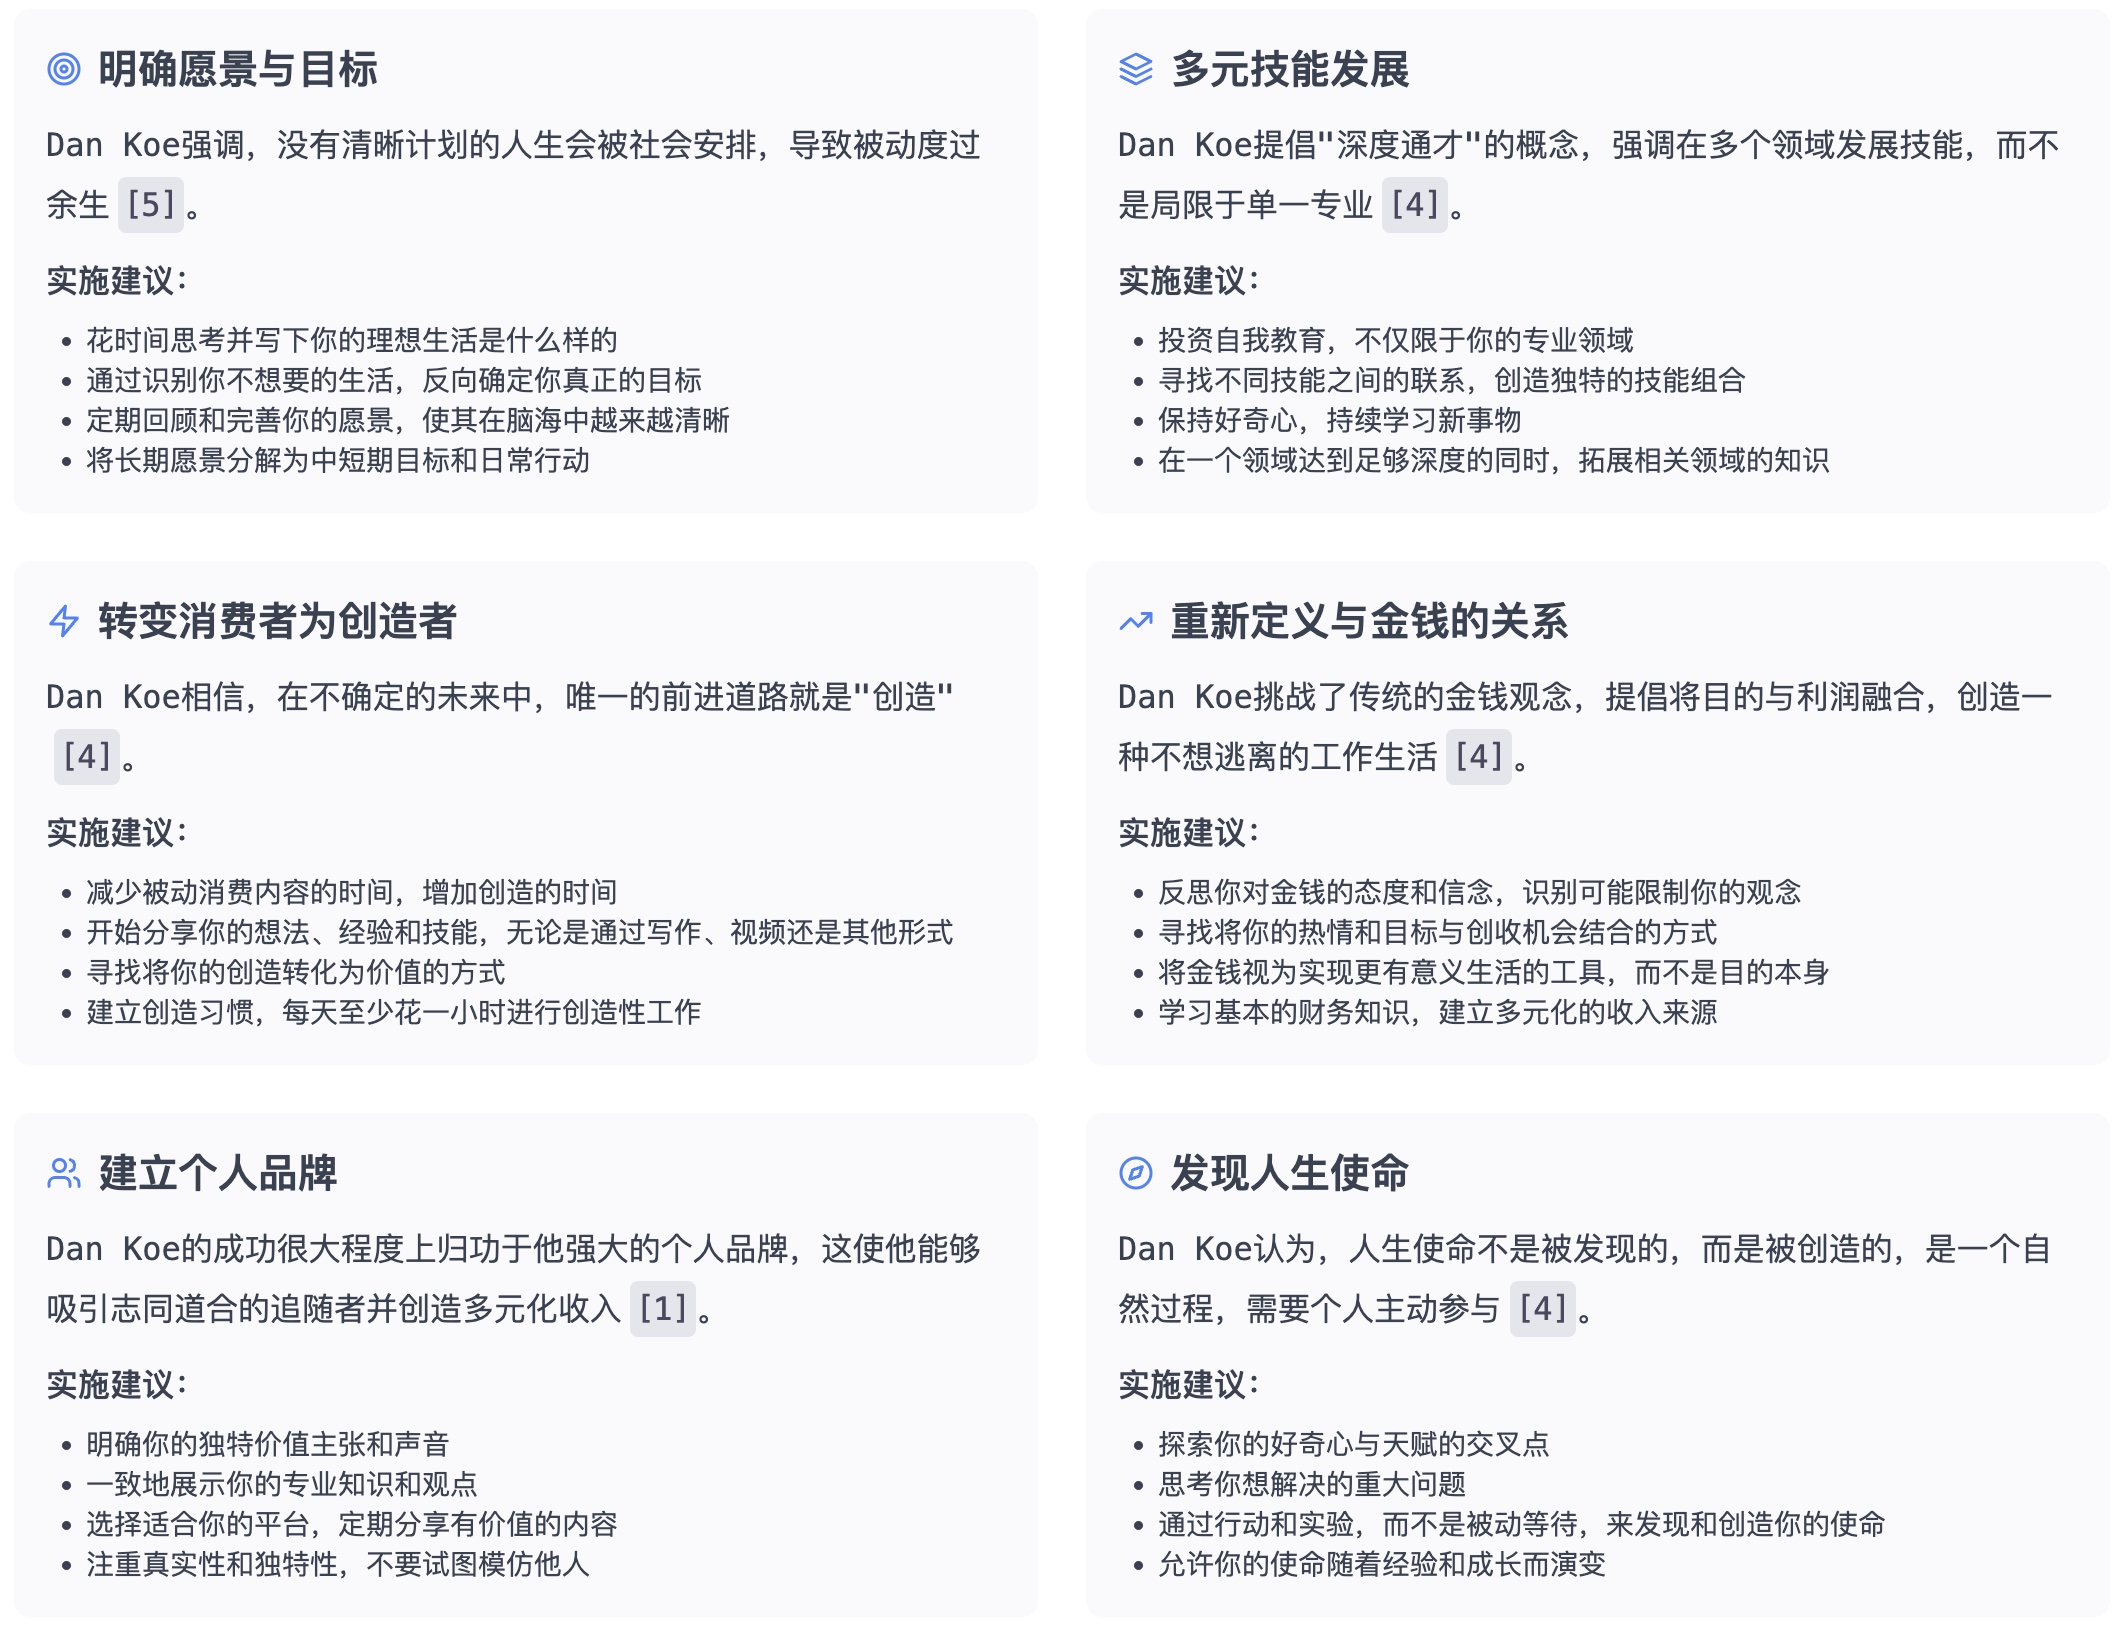 明确愿景与目标
Dan Koe强调，没有清晰计划的人生会被社会安排，导致被动度过
余生 [5]。
实施建议：
• 花时间思考并写下你的理想生活是什么样的
• 通过识别你不想要的生活，反向确定你真正的目标
• 定期回顾和完善你的愿景，使其在脑海中越来越清晰
• 将长期愿景分解为中短期目标和日常行动
多元技能发展
Dan Koe提倡"深度通才"的概念，强调在多个领域发展技能，而不
是局限于单一专业 [4]。
实施建议：
• 投资自我教育，不仅限于你的专业领域
• 寻找不同技能之间的联系，创造独特的技能组合
• 保持好奇心，持续学习新事物
• 在一个领域达到足够深度的同时，拓展相关领域的知识
转变消费者为创造者
Dan Koe相信，在不确定的未来中，唯一的前进道路就是"创造"
[4]。
实施建议：
• 减少被动消费内容的时间，增加创造的时间
• 开始分享你的想法、经验和技能，无论是通过写作、视频还是其他形式
• 寻找将你的创造转化为价值的方式
• 建立创造习惯，每天至少花一小时进行创造性工作
重新定义与金钱的关系
Dan Koe挑战了传统的金钱观念，提倡将目的与利润融合，创造一
种不想逃离的工作生活 [4]。
实施建议：
• 反思你对金钱的态度和信念，识别可能限制你的观念
• 寻找将你的热情和目标与创收机会结合的方式
• 将金钱视为实现更有意义生活的工具，而不是目的本身
• 学习基本的财务知识，建立多元化的收入来源
建立个人品牌
Dan Koe的成功很大程度上归功于他强大的个人品牌，这使他能够
吸引志同道合的追随者并创造多元化收入 [1]。
实施建议：
• 明确你的独特价值主张和声音
• 一致地展示你的专业知识和观点
• 选择适合你的平台，定期分享有价值的内容
• 注重真实性和独特性，不要试图模仿他人
发现人生使命
Dan Koe认为，人生使命不是被发现的，而是被创造的，是一个自
然过程，需要个人主动参与 [4]。
实施建议：
• 探索你的好奇心与天赋的交叉点
• 思考你想解决的重大问题
• 通过行动和实验，而不是被动等待，来发现和创造你的使命
• 允许你的使命随着经验和成长而演变